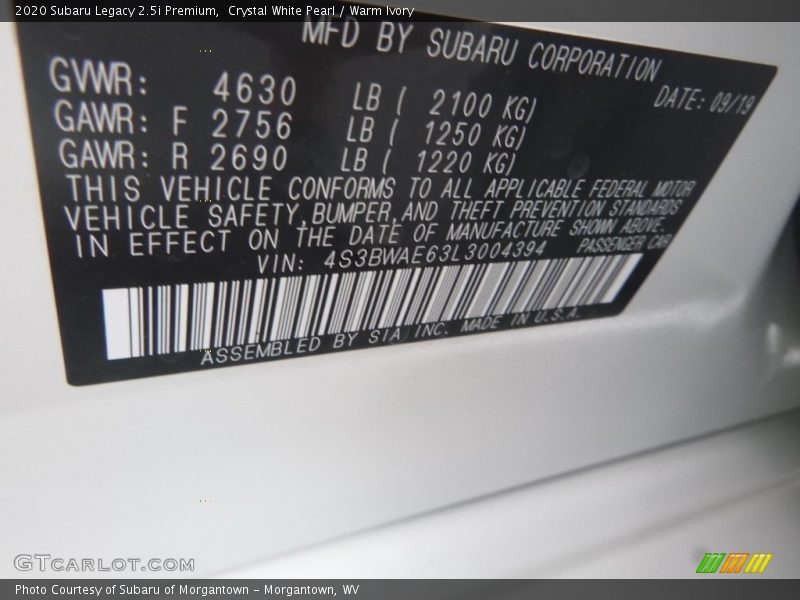 2020 Subaru Legacy 2.5i Premium,  Crystal White Pearl / Warm Ivory
MFD BY SUBARU CORPORATION
GVWR: 4630 LB ( 2100 KG) DATE: 09/19
GAWR: F 2756 LB ( 1250 KG)
GAWR: R 2690 LB ( 1220 KG)
THIS VEHICLE CONFORMS TO ALL APPLICABLE FEDERAL MOTOR
VEHICLE SAFETY, BUMPER, AND THEFT PREVENTION STANDARDS
IN EFFECT ON THE DATE OF MANUFACTURE SHOWN ABOVE.
VIN: 4S3BWAE63L3004394 PASSENGER CAR
ASSEMBLED BY SIA INC. MADE IN U.S.A.
GTCARLOT.COM
Photo Courtesy of Subaru of Morgantown - Morgantown, WV